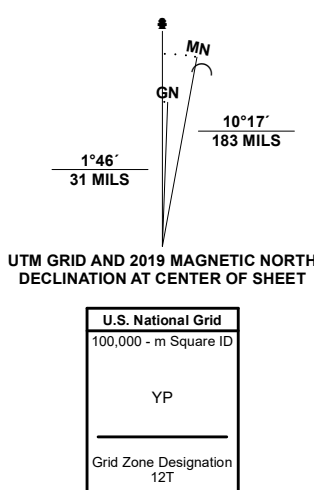 MN
GN
10°17´
183 MILS
1°46´
31 MILS
UTM GRID AND 2019 MAGNETIC NORTH
DECLINATION AT CENTER OF SHEET
U.S. National Grid
100,000 - m Square ID
YP
Grid Zone Designation
12T